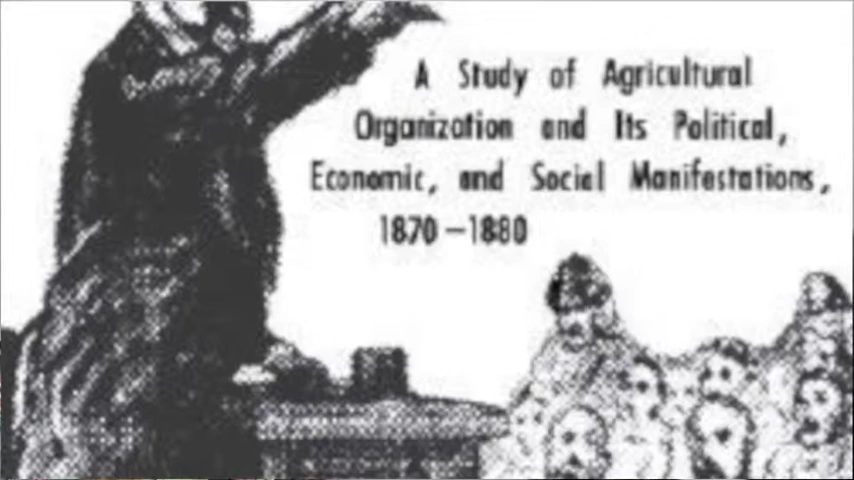 A Study of Agricultural
Organization and Its Political,
Economic, and Social Manifestations,
1870-1880